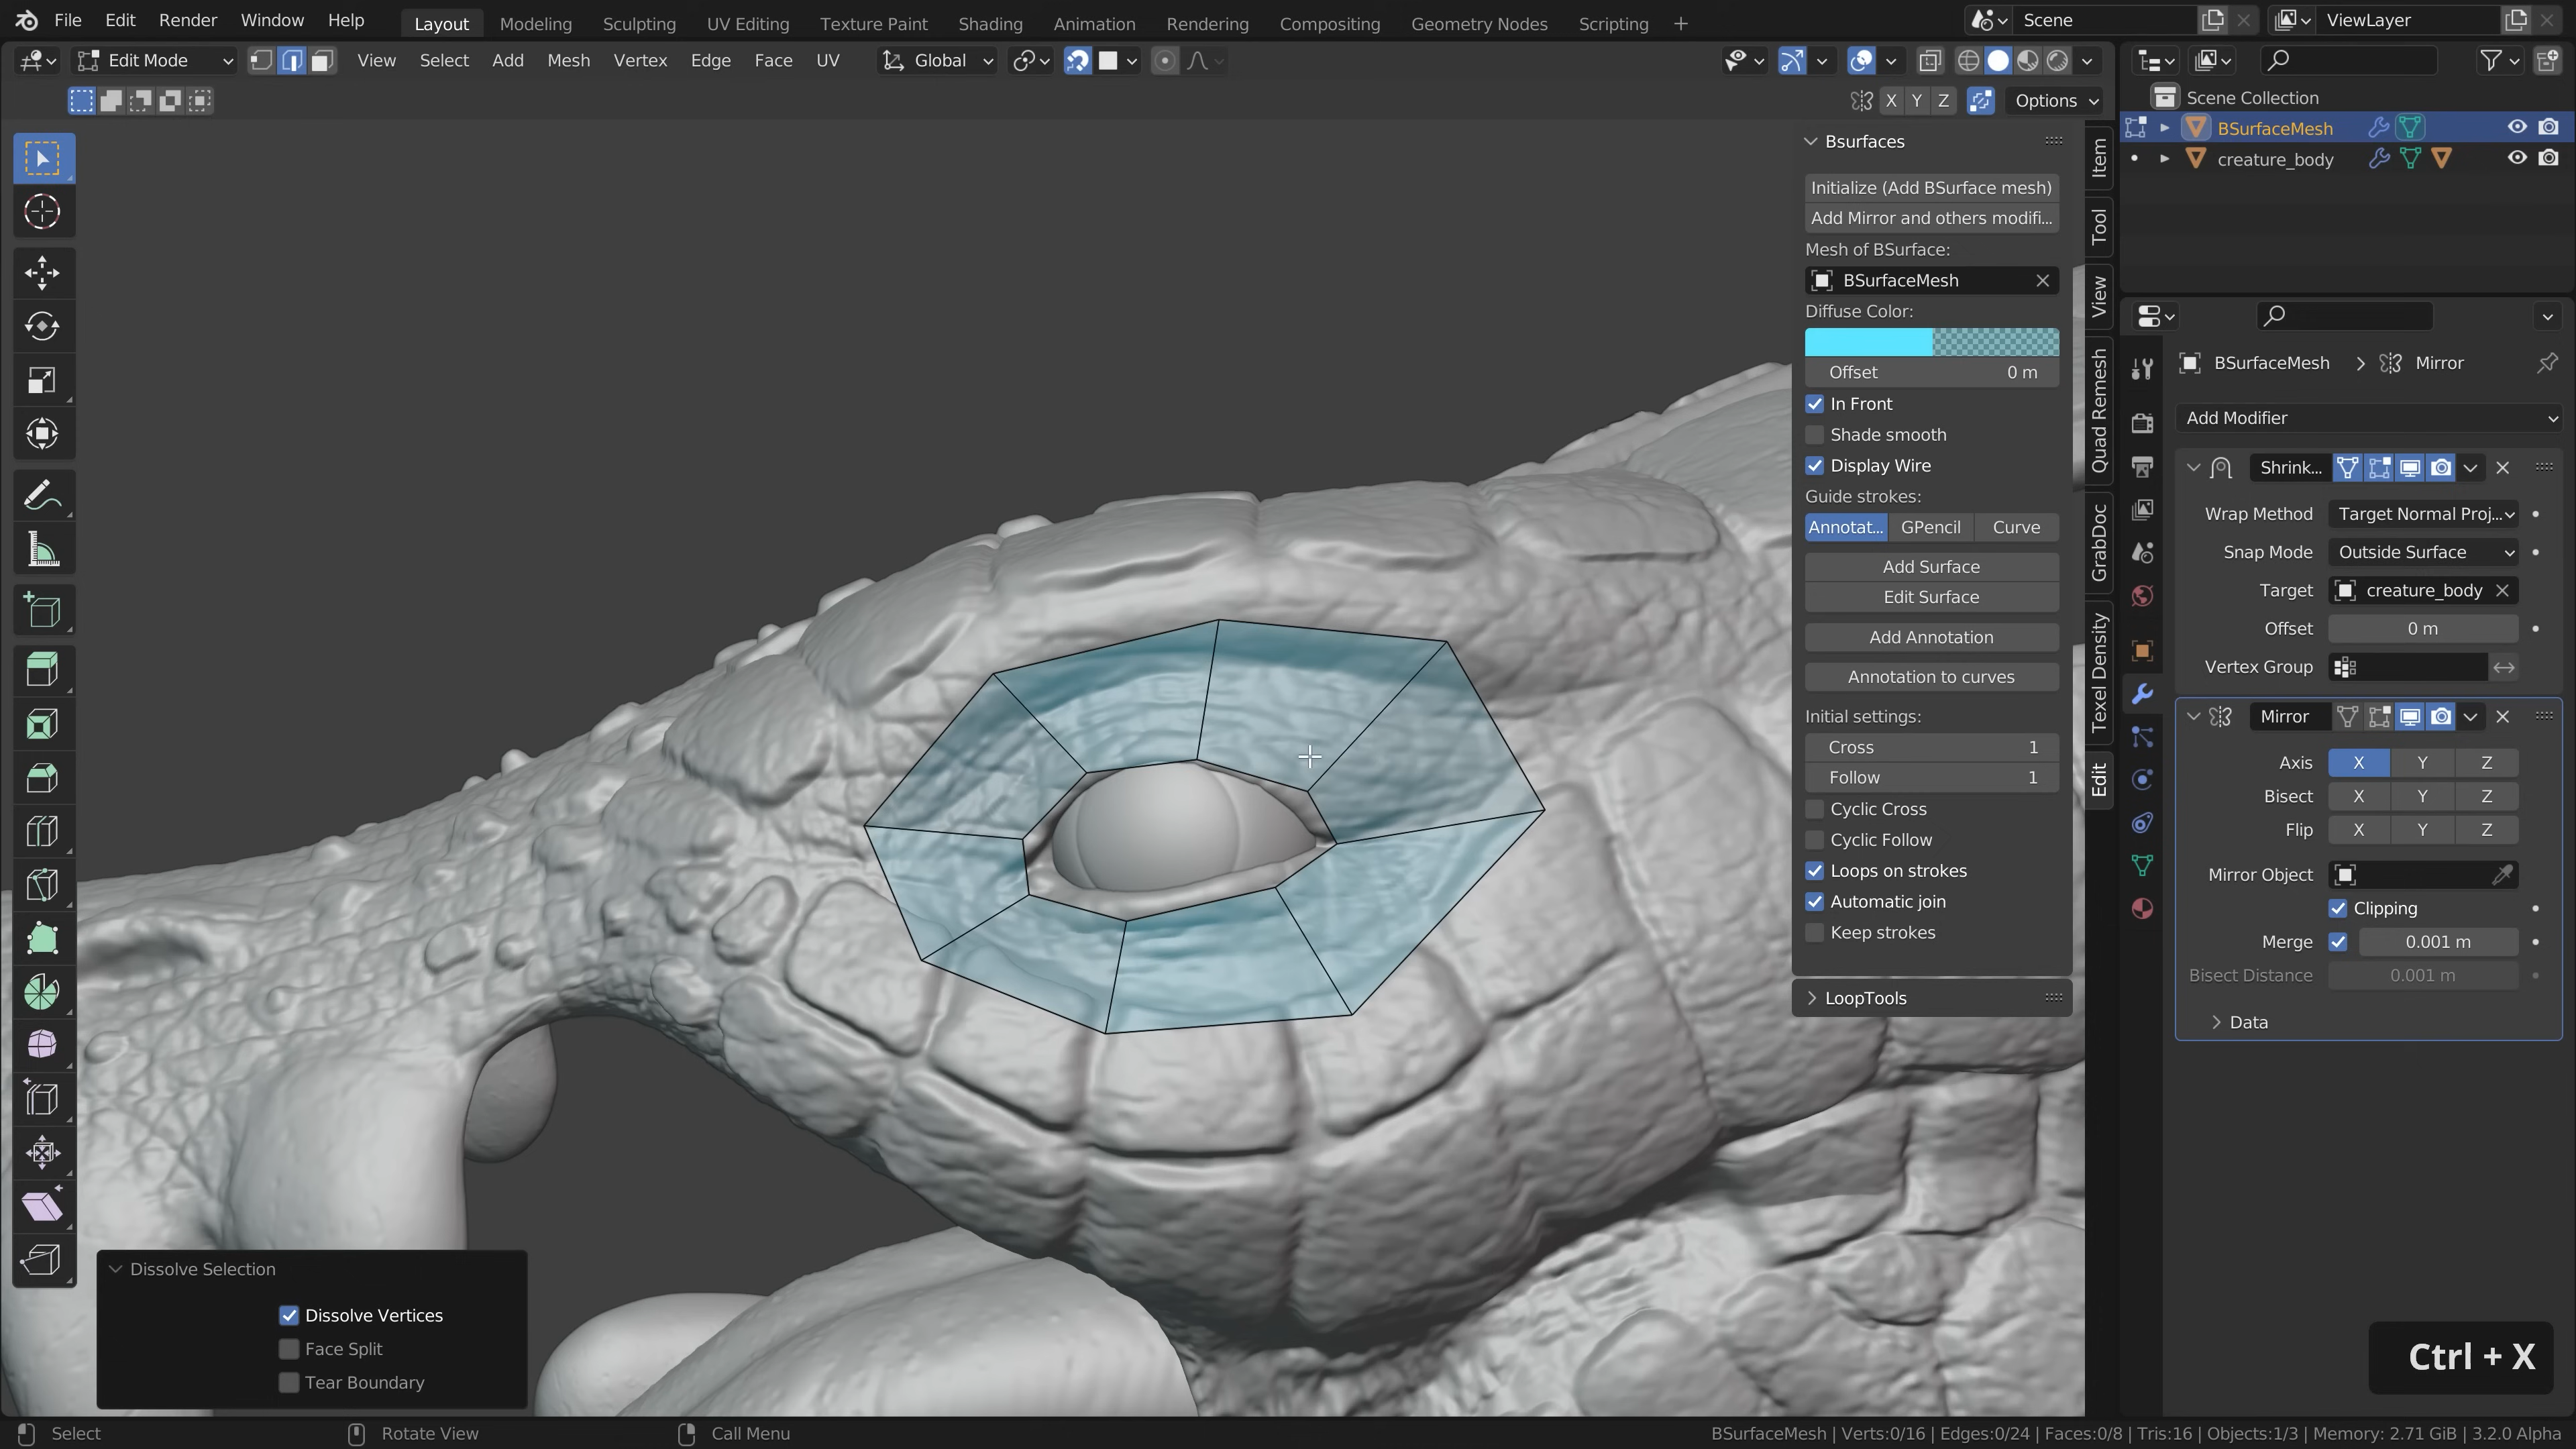 File Edit Render Window Help Layout Modeling Sculpting UV Editing Texture Paint Shading Animation Rendering Compositing Geometry Nodes Scripting + Scene ViewLayer
Edit Mode View Select Add Mesh Vertex Edge Face UV Global
X Y Z Options
Bsurfaces
Initialize (Add BSurface mesh)
Add Mirror and others modifi...
Mesh of BSurface:
BSurfaceMesh
Diffuse Color:
Offset 0 m
In Front
Shade smooth
Display Wire
Guide strokes:
Annotat... GPencil Curve
Add Surface
Edit Surface
Add Annotation
Annotation to curves
Initial settings:
Cross 1
Follow 1
Cyclic Cross
Cyclic Follow
Loops on strokes
Automatic join
Keep strokes
LoopTools
Item
Tool
View
Quad Remesh
GrabDoc
Texel Density
Edit
Scene Collection
BSurfaceMesh
creature_body
BSurfaceMesh > Mirror
Add Modifier
Shrink...
Wrap Method Target Normal Proj...
Snap Mode Outside Surface
Target creature_body
Offset 0 m
Vertex Group
Mirror
Axis X Y Z
Bisect X Y Z
Flip X Y Z
Mirror Object
Clipping
Merge 0.001 m
Bisect Distance 0.001 m
Data
Dissolve Selection
Dissolve Vertices
Face Split
Tear Boundary
Ctrl + X
Select Rotate View Call Menu BSurfaceMesh | Verts:0/16 | Edges:0/24 | Faces:0/8 | Tris:16 | Objects:1/3 | Memory: 2.71 GiB | 3.2.0 Alpha